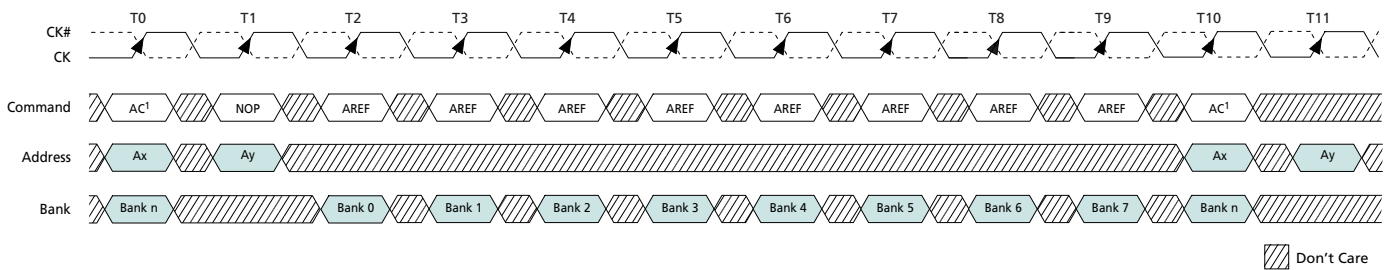 T0 T1 T2 T3 T4 T5 T6 T7 T8 T9 T10 T11
CK#
CK
Command AC¹ NOP AREF AREF AREF AREF AREF AREF AREF AREF AC¹
Address Ax Ay Ax Ay
Bank Bank n Bank 0 Bank 1 Bank 2 Bank 3 Bank 4 Bank 5 Bank 6 Bank 7 Bank n
Don't Care